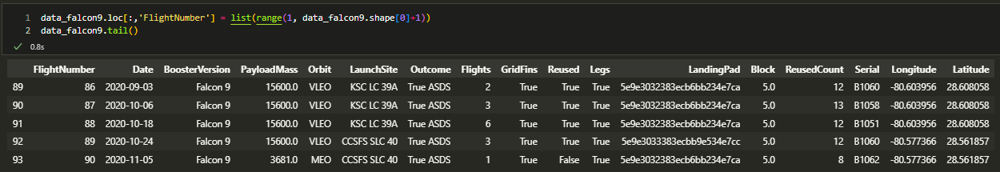 1 data_falcon9.loc[:,'FlightNumber'] = list(range(1, data_falcon9.shape[0]+1))
2 data_falcon9.tail()
✓ 0.8s
FlightNumber Date BoosterVersion PayloadMass Orbit LaunchSite Outcome Flights GridFins Reused Legs LandingPad Block ReusedCount Serial Longitude Latitude
89 86 2020-09-03 Falcon 9 15600.0 VLEO KSC LC 39A True ASDS 2 True True True 5e9e3032383ecb6bb234e7ca 5.0 12 B1060 -80.603956 28.608058
90 87 2020-10-06 Falcon 9 15600.0 VLEO KSC LC 39A True ASDS 3 True True True 5e9e3032383ecb6bb234e7ca 5.0 13 B1058 -80.603956 28.608058
91 88 2020-10-18 Falcon 9 15600.0 VLEO KSC LC 39A True ASDS 6 True True True 5e9e3032383ecb6bb234e7ca 5.0 12 B1051 -80.603956 28.608058
92 89 2020-10-24 Falcon 9 15600.0 VLEO CCSFS SLC 40 True ASDS 3 True True True 5e9e3033383ecbb9e534e7cc 5.0 12 B1060 -80.577366 28.561857
93 90 2020-11-05 Falcon 9 3681.0 MEO CCSFS SLC 40 True ASDS 1 True False True 5e9e3032383ecb6bb234e7ca 5.0 8 B1062 -80.577366 28.561857